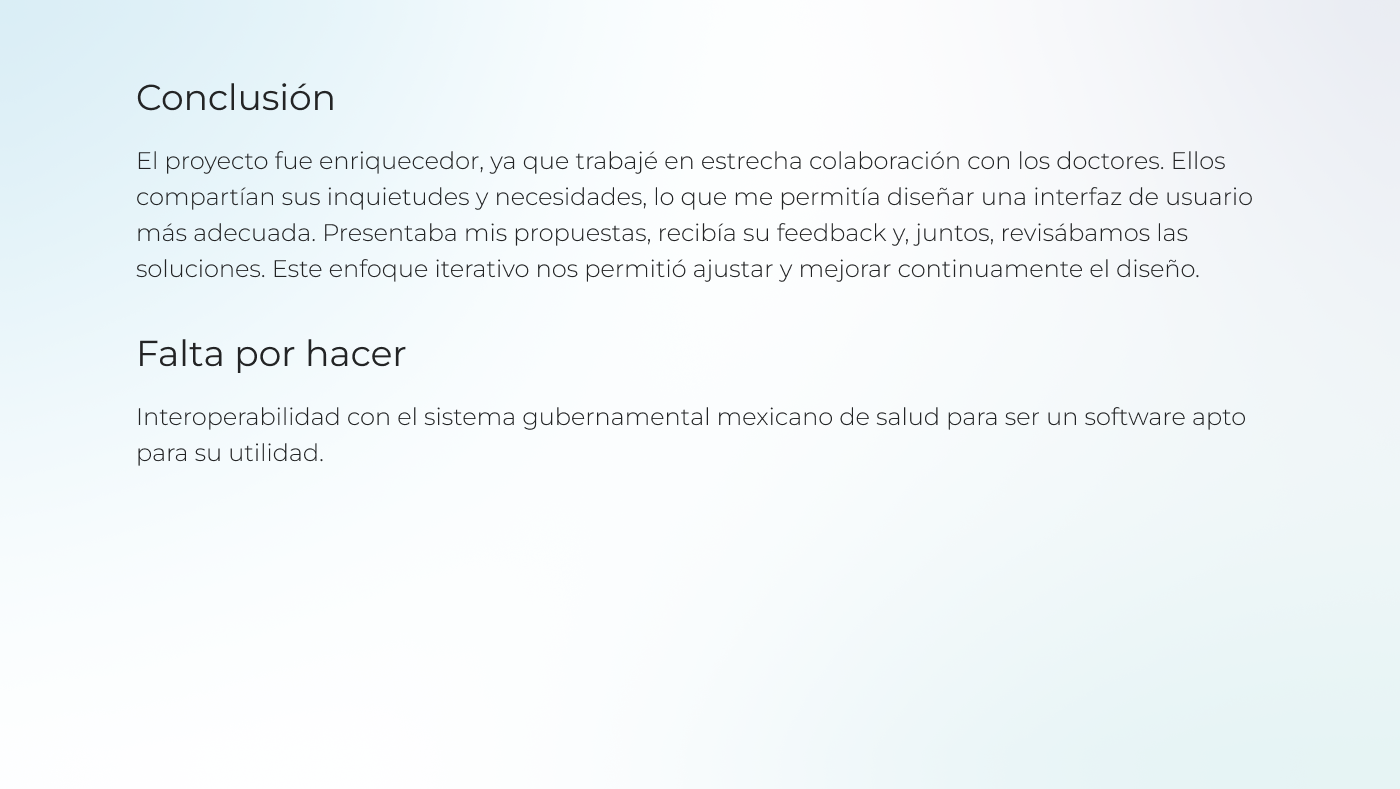 Conclusión
El proyecto fue enriquecedor, ya que trabajé en estrecha colaboración con los doctores. Ellos
compartían sus inquietudes y necesidades, lo que me permitía diseñar una interfaz de usuario
más adecuada. Presentaba mis propuestas, recibía su feedback y, juntos, revisábamos las
soluciones. Este enfoque iterativo nos permitió ajustar y mejorar continuamente el diseño.
Falta por hacer
Interoperabilidad con el sistema gubernamental mexicano de salud para ser un software apto
para su utilidad.